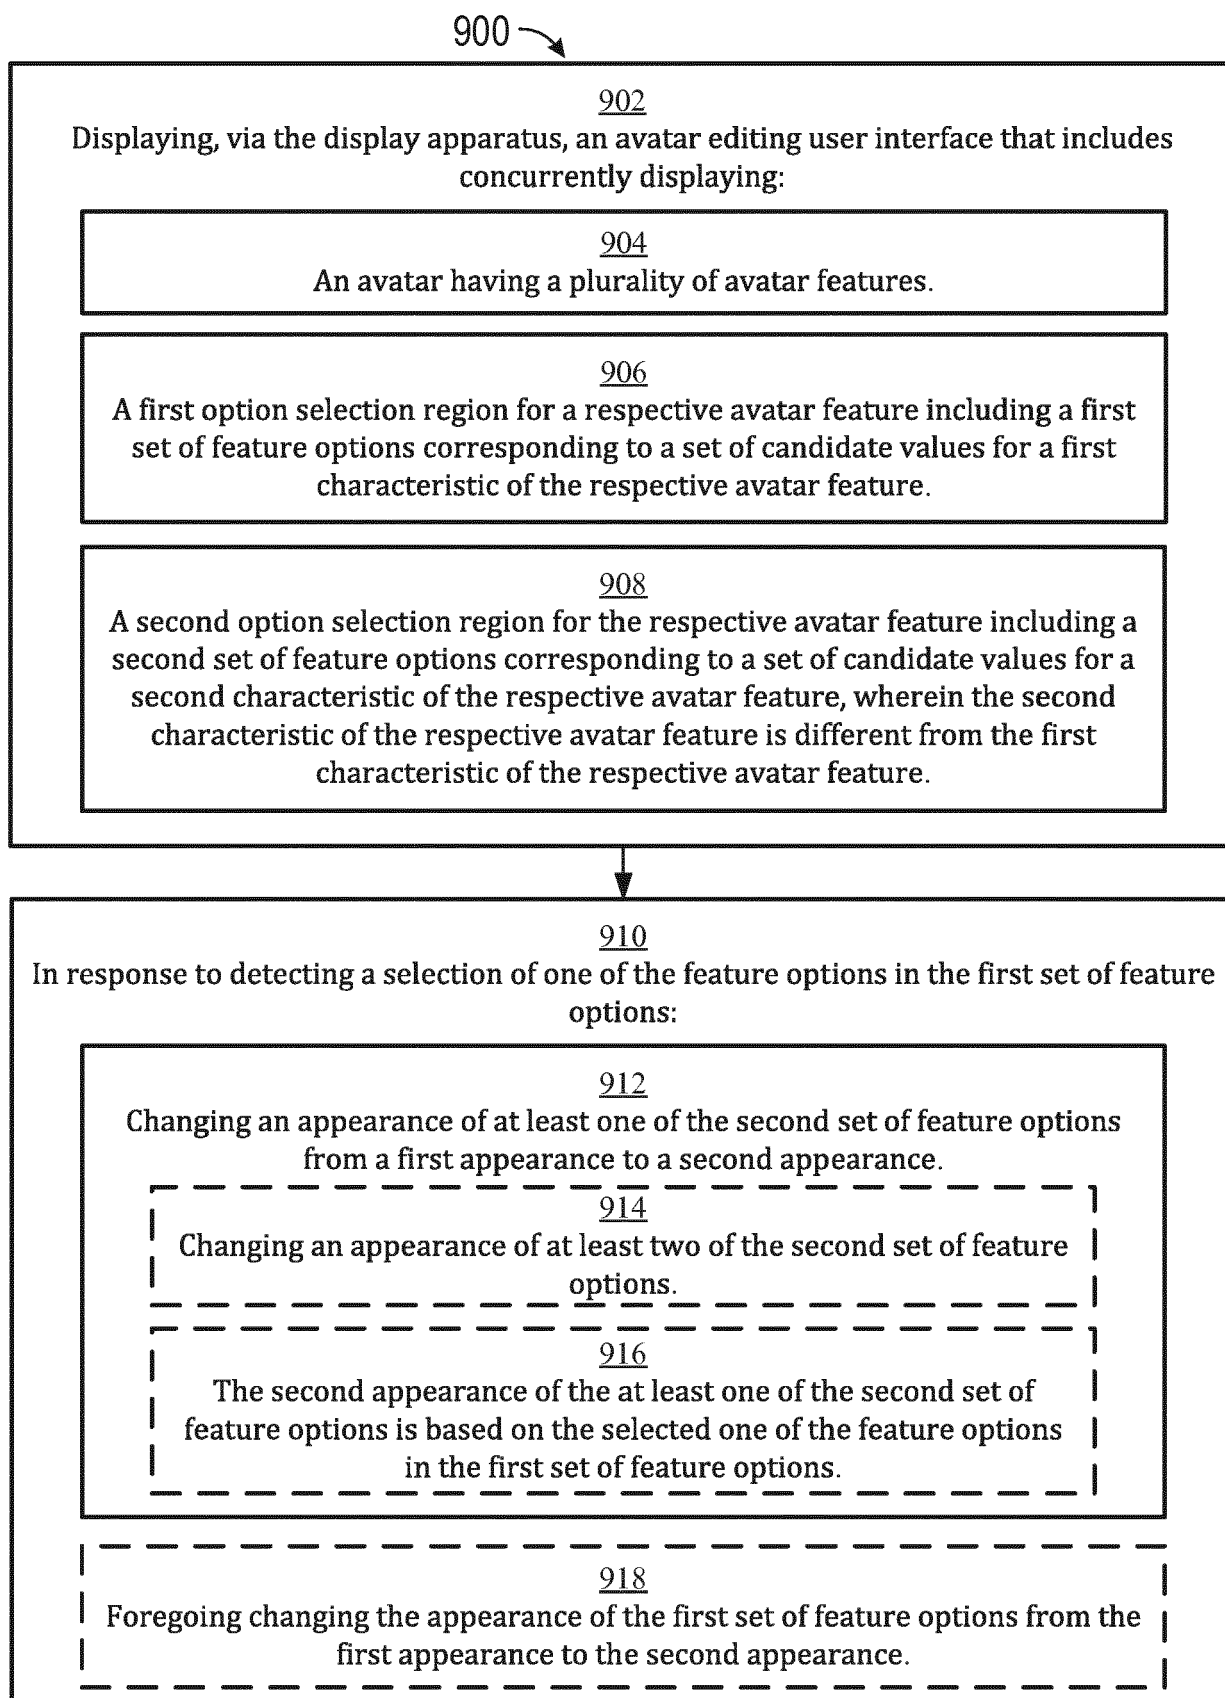 900
902
Displaying, via the display apparatus, an avatar editing user interface that includes
concurrently displaying:
904
An avatar having a plurality of avatar features.
906
A first option selection region for a respective avatar feature including a first
set of feature options corresponding to a set of candidate values for a first
characteristic of the respective avatar feature.
908
A second option selection region for the respective avatar feature including a
second set of feature options corresponding to a set of candidate values for a
second characteristic of the respective avatar feature, wherein the second
characteristic of the respective avatar feature is different from the first
characteristic of the respective avatar feature.
910
In response to detecting a selection of one of the feature options in the first set of feature
options:
912
Changing an appearance of at least one of the second set of feature options
from a first appearance to a second appearance.
914
Changing an appearance of at least two of the second set of feature
options.
916
The second appearance of the at least one of the second set of
feature options is based on the selected one of the feature options
in the first set of feature options.
918
Foregoing changing the appearance of the first set of feature options from the
first appearance to the second appearance.